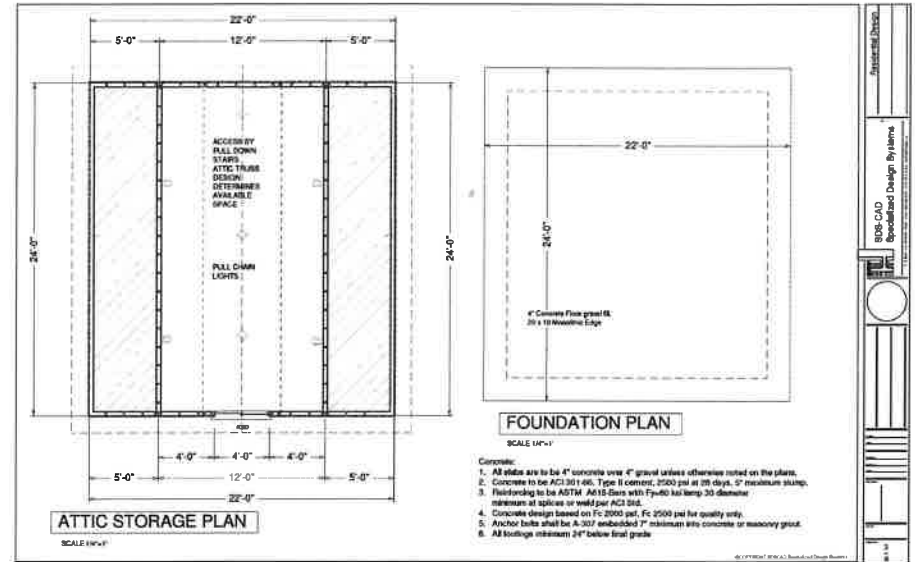 22'-0"
5'-0" 12'-0" 5'-0"
24'-0"
ACCESS BY
PULL DOWN
STAIRS
ATTIC TRUSS
DESIGN
DETERMINES
AVAILABLE
SPACE
PULL CHAIN
LIGHTS
24'-0"
4'-0" 4'-0" 4'-0"
5'-0" 12'-0" 5'-0"
22'-0"
ATTIC STORAGE PLAN
22'-0"
24'-0"
4" Concrete Floor gravel fill
FOUNDATION PLAN
SCALE 1/4"=1'
Concrete:
1. All slabs are to be 4" concrete over 4" gravel unless otherwise noted on the plans.
2. Concrete to be ACI 301-66, Type II cement, 2500 psi at 28 days, 5" maximum slump.
3. Reinforcing to be ASTM A615 Bars with Fy=60 ksi lamp 30 diameter
minimum at splices or weld per ACI Std.
4. Concrete design based on Fc 2000 psf, Fc 2500 psi for quality only.
5. Anchor bolts shall be A-307 embedded 7" minimum into concrete or masonry grout.
6. All footings minimum 24" below final grade
Residential Design
SDS-CAD
Specialized Design Systems